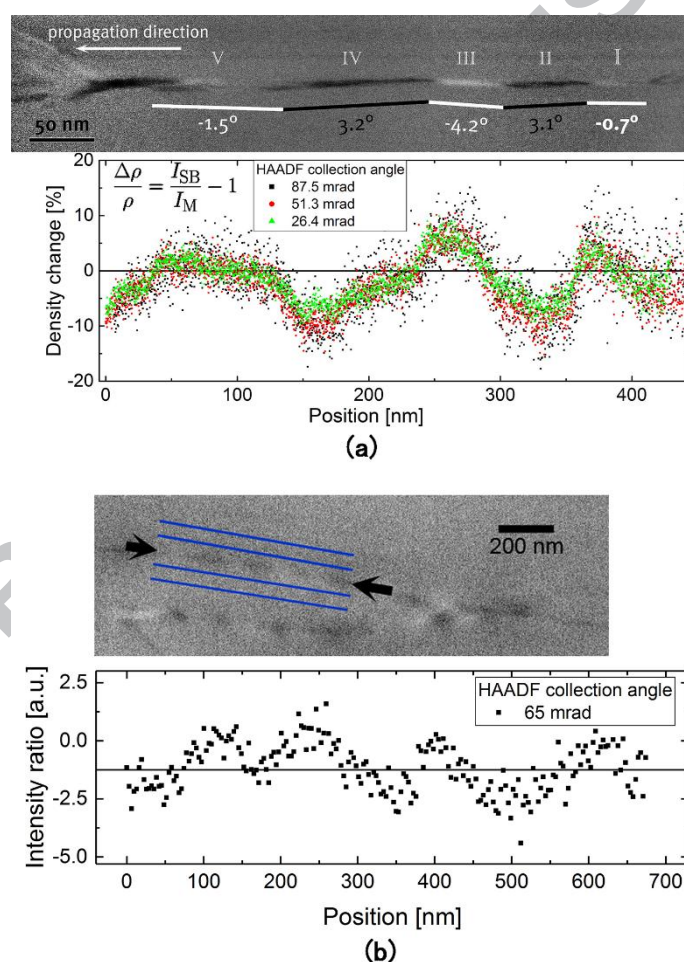 propagation direction
V IV III II I
-1.5° 3.2° -4.2° 3.1° -0.7°
50 nm
20
10
0
-10
-20
Density change [%]
Δρ/ρ = I_SB/I_M − 1
HAADF collection angle
87.5 mrad
51.3 mrad
26.4 mrad
0 100 200 300 400
Position [nm]
(a)
200 nm
2.5
0.0
-2.5
-5.0
Intensity ratio [a.u.]
HAADF collection angle
65 mrad
0 100 200 300 400 500 600 700
Position [nm]
(b)